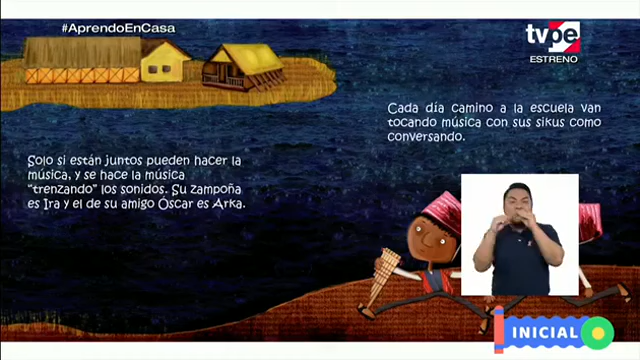 #AprendoEnCasa
tvpe
ESTRENO
Solo si están juntos pueden hacer la
música, y se hace la música
"trenzando" los sonidos. Su zampoña
es Ira y el de su amigo Óscar es Arka.
Cada día camino a la escuela van
tocando música con sus sikus como
conversando.
INICIAL